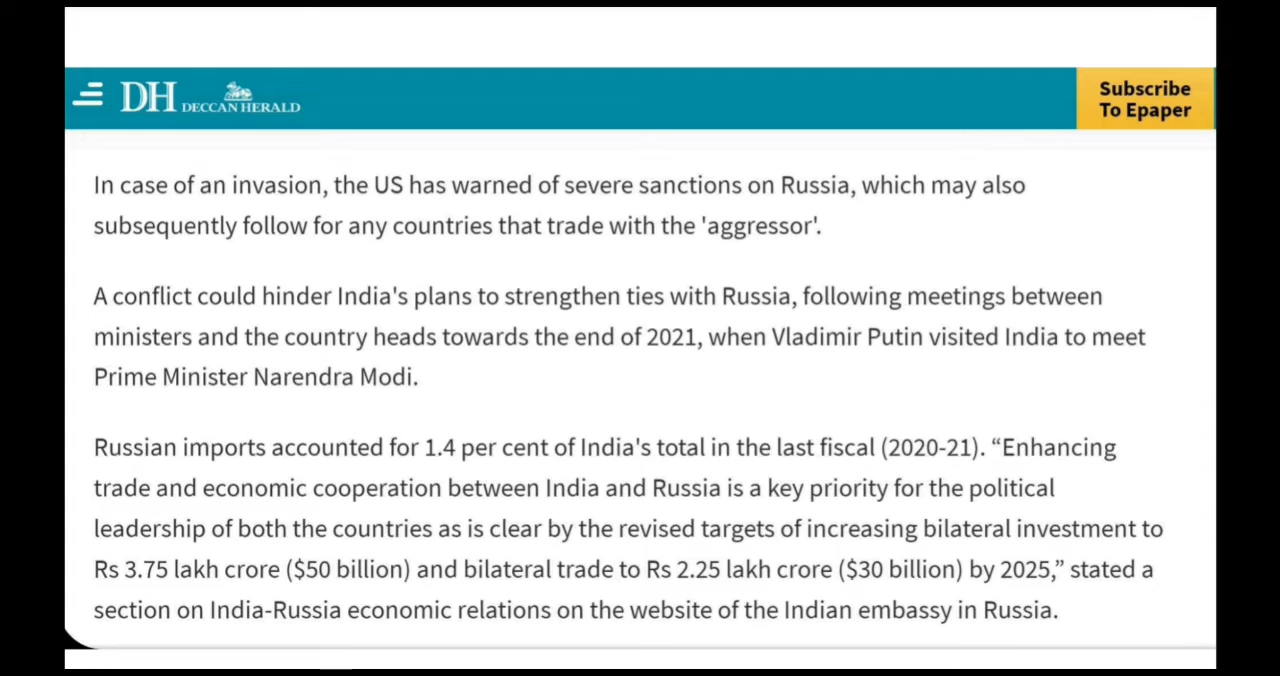 DH DECCAN HERALD
Subscribe
To Epaper
In case of an invasion, the US has warned of severe sanctions on Russia, which may also
subsequently follow for any countries that trade with the 'aggressor'.
A conflict could hinder India's plans to strengthen ties with Russia, following meetings between
ministers and the country heads towards the end of 2021, when Vladimir Putin visited India to meet
Prime Minister Narendra Modi.
Russian imports accounted for 1.4 per cent of India's total in the last fiscal (2020-21). “Enhancing
trade and economic cooperation between India and Russia is a key priority for the political
leadership of both the countries as is clear by the revised targets of increasing bilateral investment to
Rs 3.75 lakh crore ($50 billion) and bilateral trade to Rs 2.25 lakh crore ($30 billion) by 2025,” stated a
section on India-Russia economic relations on the website of the Indian embassy in Russia.